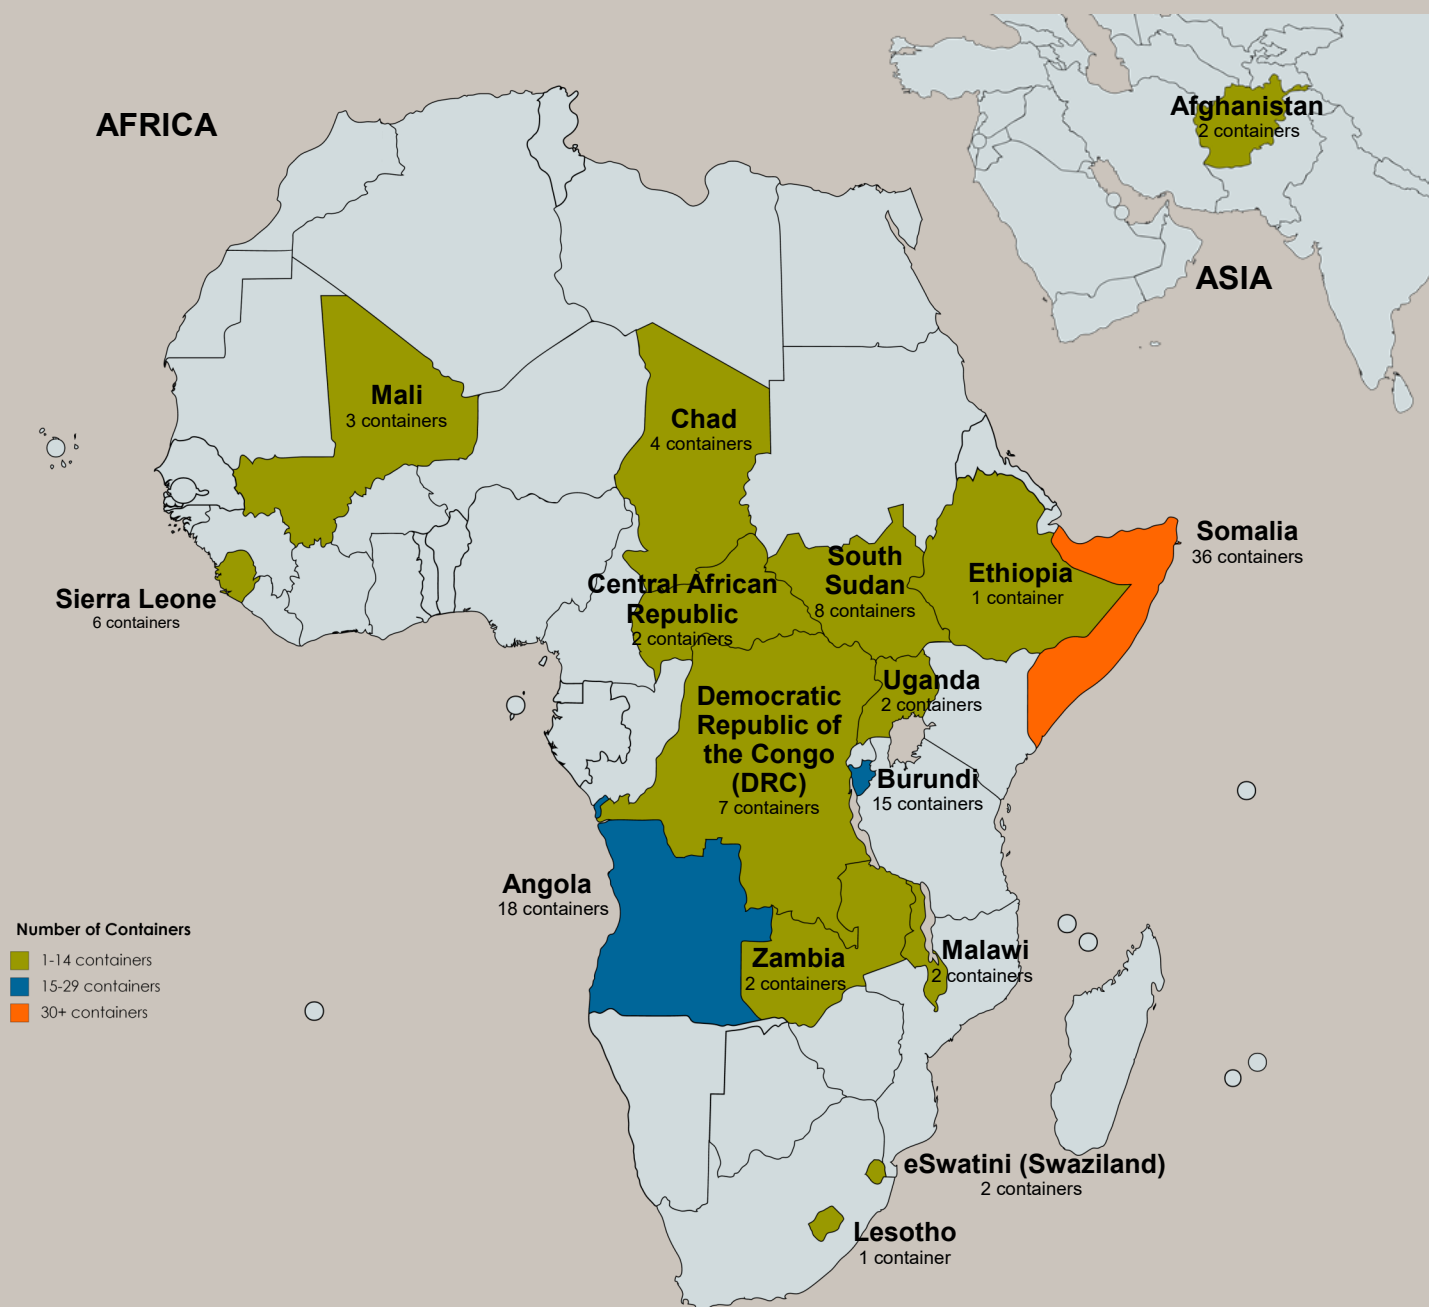 AFRICA
Afghanistan
2 containers
ASIA
Mali
3 containers
Chad
4 containers
Somalia
36 containers
South
Sudan
8 containers
Ethiopia
1 container
Central African
Republic
2 containers
Sierra Leone
6 containers
Uganda
2 containers
Democratic
Republic of
the Congo
(DRC)
7 containers
Burundi
15 containers
Angola
18 containers
Number of Containers
1-14 containers
15-29 containers
30+ containers
Zambia
2 containers
Malawi
2 containers
eSwatini (Swaziland)
2 containers
Lesotho
1 container